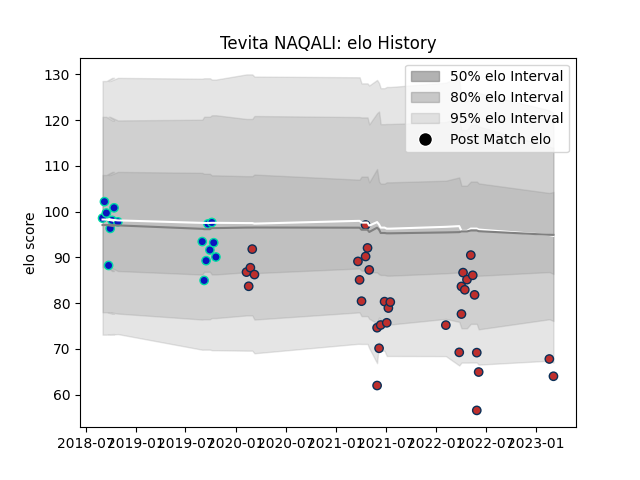 Tevita NAQALI: elo History
elo score
130
120
110
100
90
80
70
60
50% elo Interval
80% elo Interval
95% elo Interval
Post Match elo
2018-07 2019-01 2019-07 2020-01 2020-07 2021-01 2021-07 2022-01 2022-07 2023-01